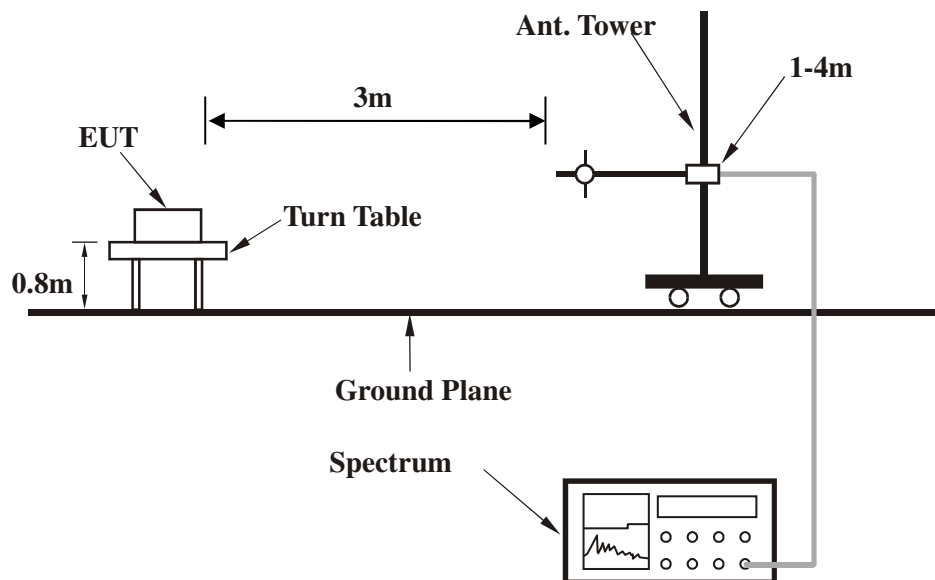 Ant. Tower
1-4m
3m
EUT
Turn Table
0.8m
Ground Plane
Spectrum